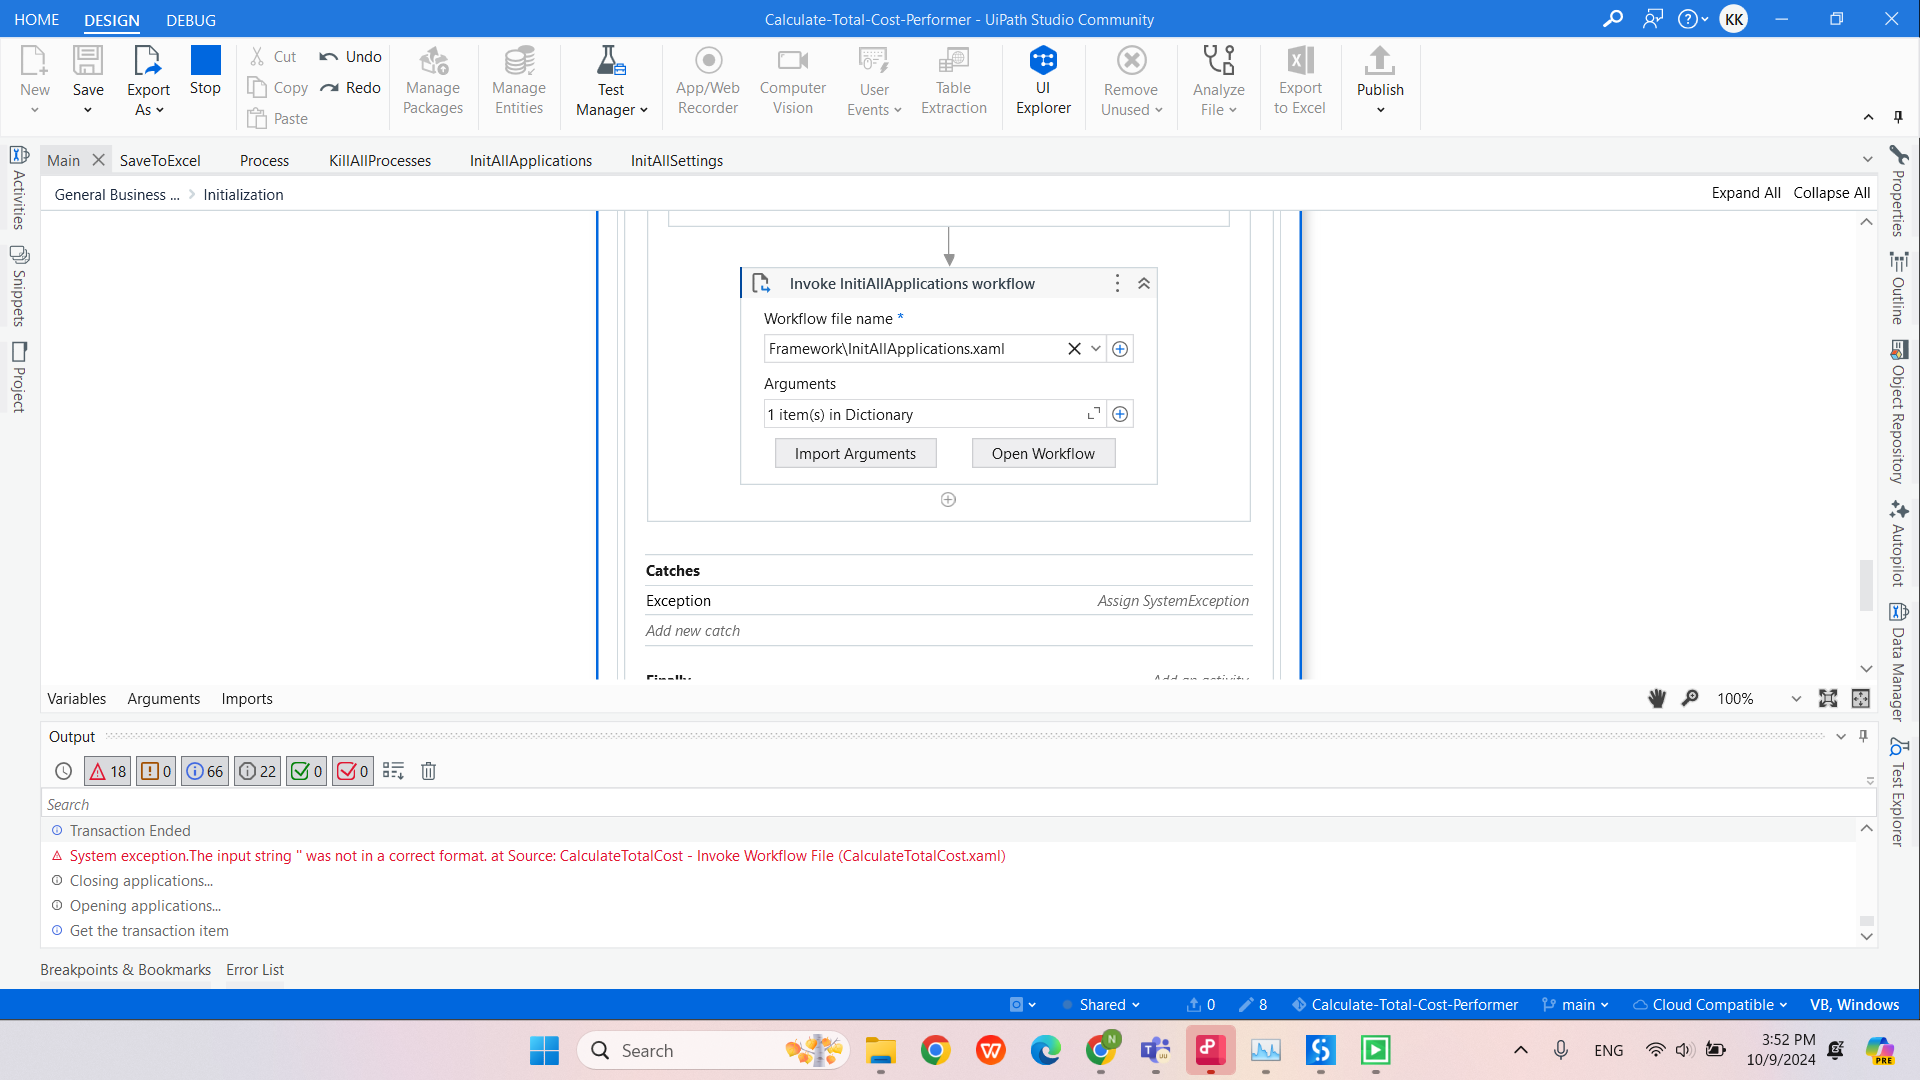 HOME DESIGN DEBUG Calculate-Total-Cost-Performer - UiPath Studio Community KK
New Save Export As Stop Cut Copy Paste Undo Redo Manage Packages Manage Entities Test Manager App/Web Recorder Computer Vision User Events Table Extraction UI Explorer Remove Unused Analyze File Export to Excel Publish
Main SaveToExcel Process KillAllProcesses InitAllApplications InitAllSettings
General Business ... Initialization Expand All Collapse All
Activities
Snippets
Project
Properties
Outline
Object Repository
Autopilot
Data Manager
Test Explorer
Invoke InitiAllApplications workflow
Workflow file name *
Framework\InitAllApplications.xaml
Arguments
1 item(s) in Dictionary
Import Arguments Open Workflow
Catches
Exception Assign SystemException
Add new catch
Finally Add an activity
Variables Arguments Imports 100%
Output
18 0 66 22 0 0
Search
Transaction Ended
System exception.The input string '' was not in a correct format. at Source: CalculateTotalCost - Invoke Workflow File (CalculateTotalCost.xaml)
Closing applications...
Opening applications...
Get the transaction item
Breakpoints & Bookmarks Error List
Shared 0 8 Calculate-Total-Cost-Performer main Cloud Compatible VB, Windows
Search N ENG 3:52 PM
10/9/2024 PRE